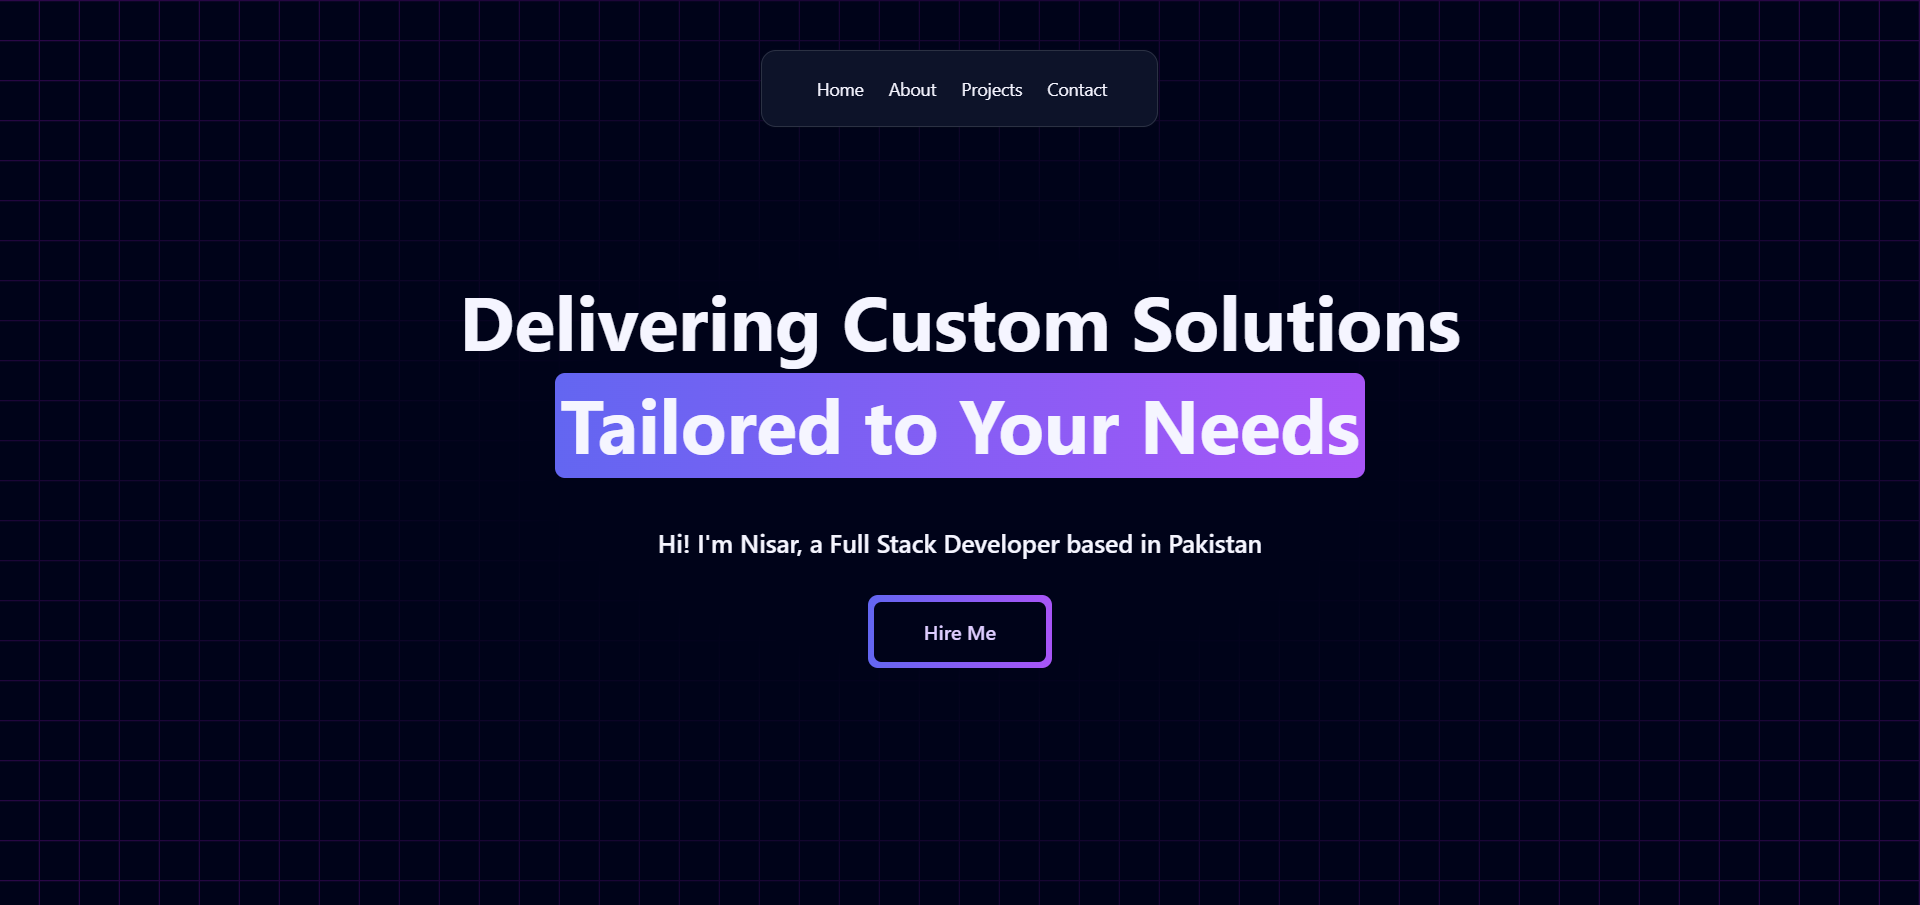 Home About Projects Contact
Delivering Custom Solutions
Tailored to Your Needs
Hi! I'm Nisar, a Full Stack Developer based in Pakistan
Hire Me